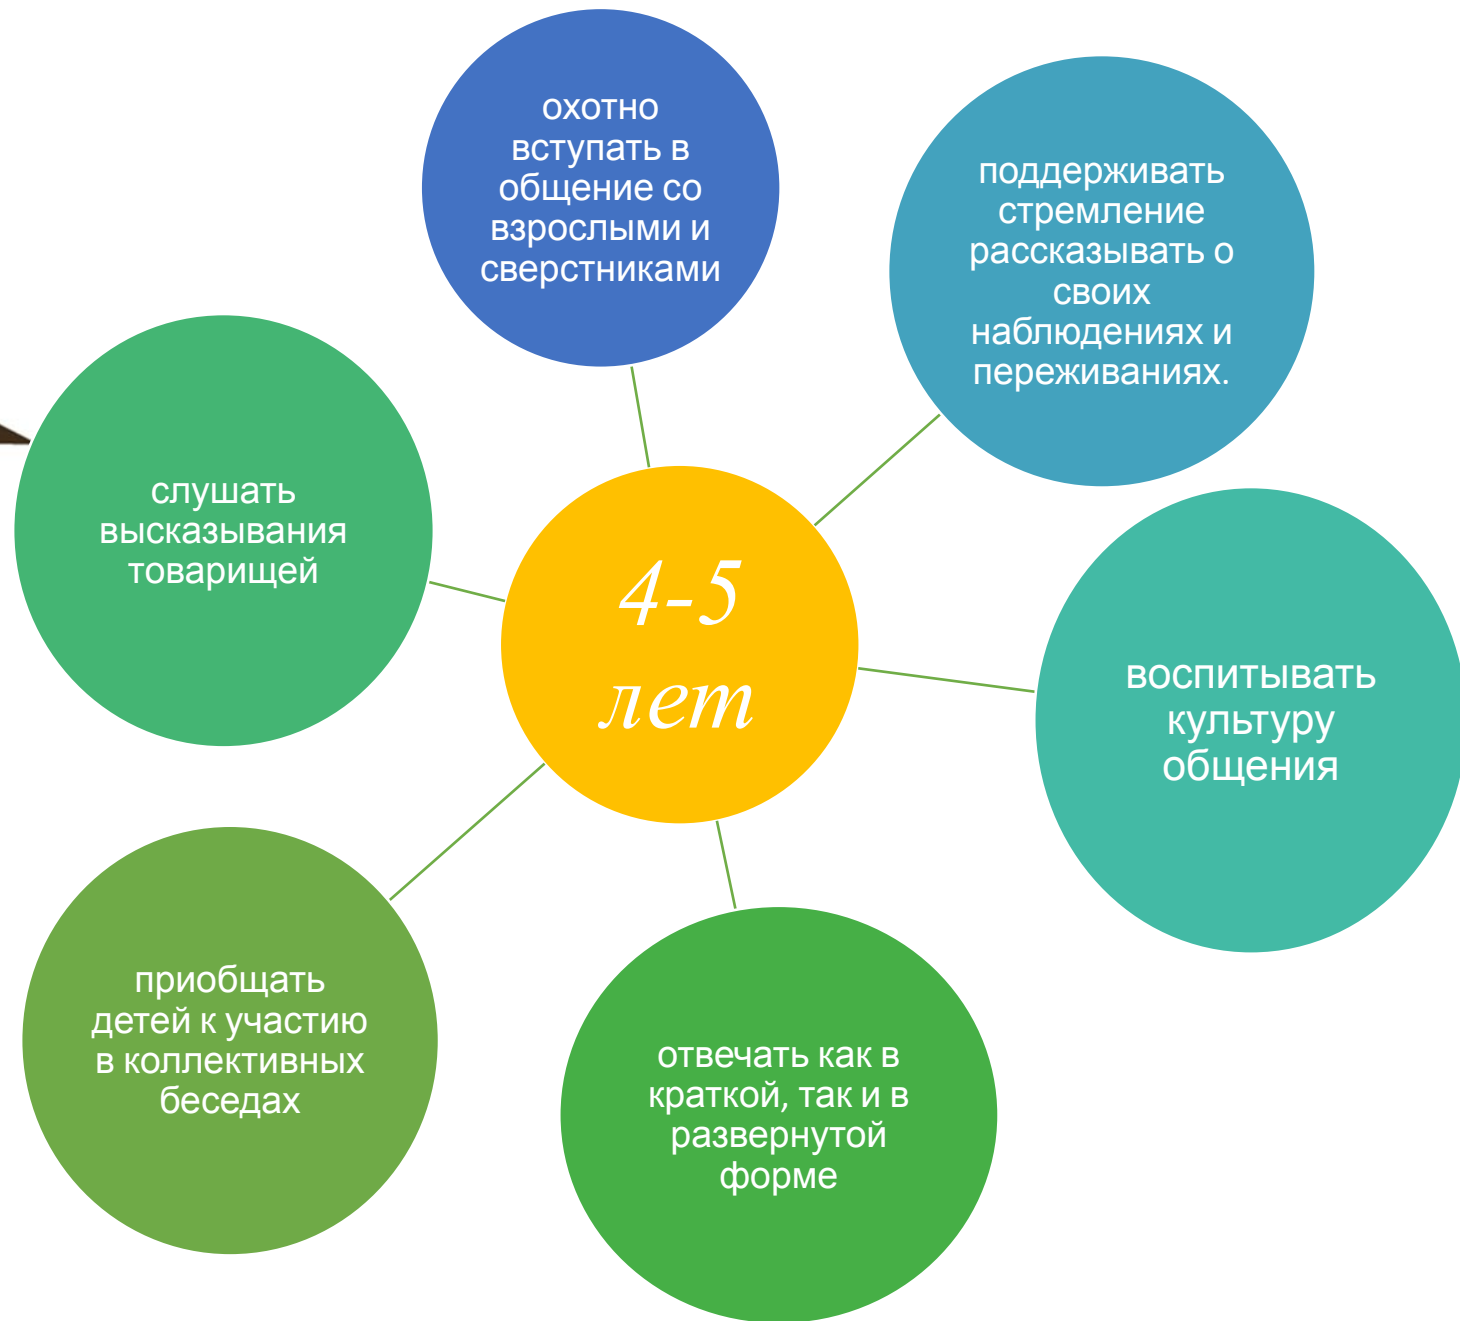 охотно
вступать в
общение со
взрослыми и
сверстниками
поддерживать
стремление
рассказывать о
своих
наблюдениях и
переживаниях.
слушать
высказывания
товарищей
4-5
лет
воспитывать
культуру
общения
приобщать
детей к участию
в коллективных
беседах
отвечать как в
краткой, так и в
развернутой
форме